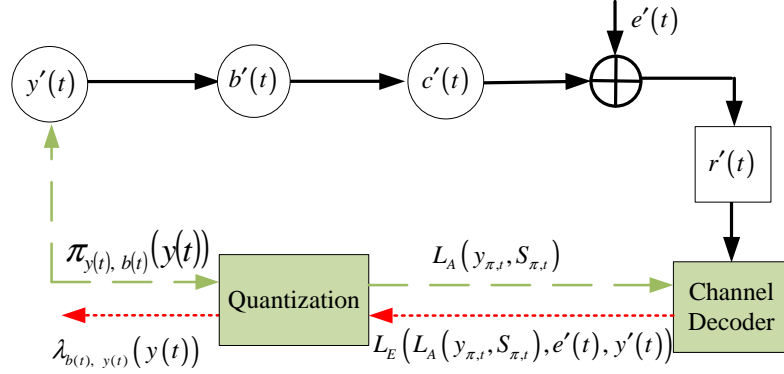 e′(t)
y′(t)
b′(t)
c′(t)
r′(t)
π_{y(t), b(t)}(y(t))
L_A(y_{π,t}, S_{π,t})
Quantization
Channel
Decoder
λ_{b(t), y(t)}(y(t))
L_E(L_A(y_{π,t}, S_{π,t}), e′(t), y′(t))